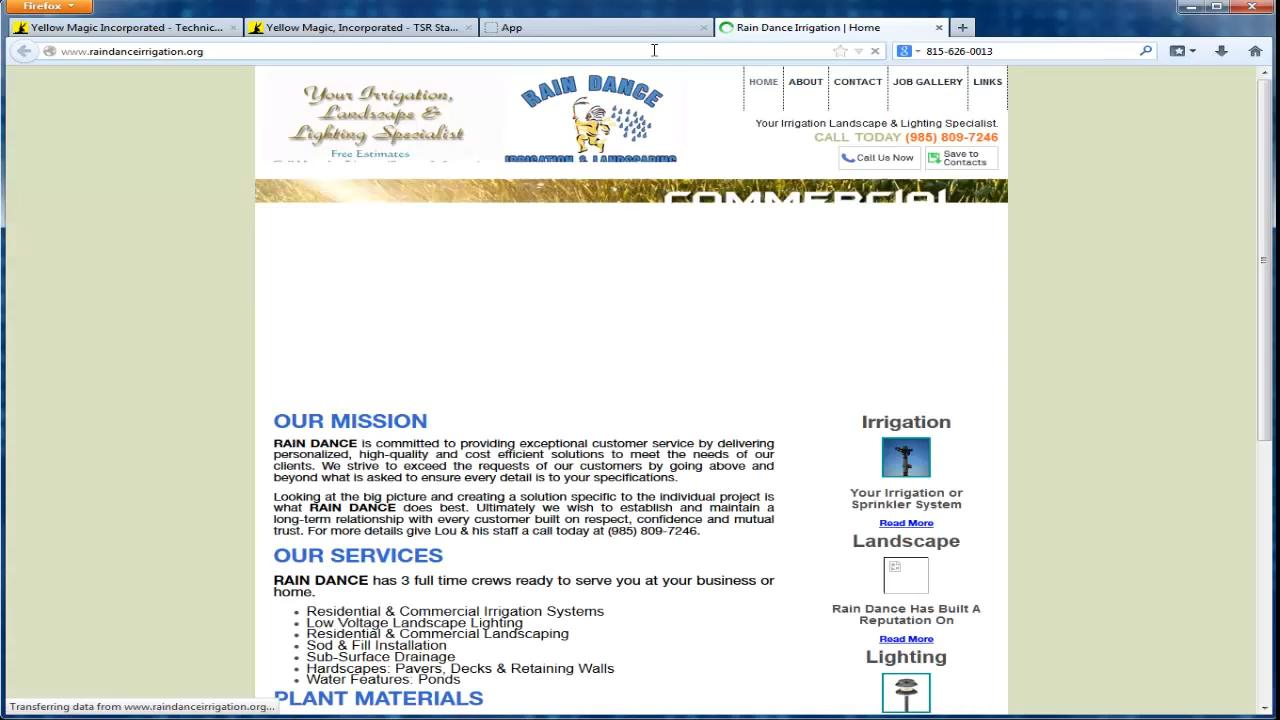 Firefox
Yellow Magic Incorporated - Technic...
Yellow Magic, Incorporated - TSR Sta...
App
Rain Dance Irrigation | Home
www.raindanceirrigation.org
815-626-0013
Your Irrigation,
Landscape &
Lighting Specialist
Free Estimates
RAIN DANCE
IRRIGATION & LANDSCAPING
HOME
ABOUT
CONTACT
JOB GALLERY
LINKS
Your Irrigation Landscape & Lighting Specialist.
CALL TODAY (985) 809-7246
Call Us Now
Save to
Contacts
COMMERCIAL
OUR MISSION
RAIN DANCE is committed to providing exceptional customer service by delivering
personalized, high-quality and cost efficient solutions to meet the needs of our
clients. We strive to exceed the requests of our customers by going above and
beyond what is asked to ensure every detail is to your specifications.
Looking at the big picture and creating a solution specific to the individual project is
what RAIN DANCE does best. Ultimately we wish to establish and maintain a
long-term relationship with every customer built on respect, confidence and mutual
trust. For more details give Lou & his staff a call today at (985) 809-7246.
OUR SERVICES
RAIN DANCE has 3 full time crews ready to serve you at your business or
home.
Residential & Commercial Irrigation Systems
Low Voltage Landscape Lighting
Residential & Commercial Landscaping
Sod & Fill Installation
Sub-Surface Drainage
Hardscapes: Pavers, Decks & Retaining Walls
Water Features: Ponds
PLANT MATERIALS
Irrigation
Your Irrigation or
Sprinkler System
Read More
Landscape
Rain Dance Has Built A
Reputation On
Read More
Lighting
Transferring data from www.raindanceirrigation.org...